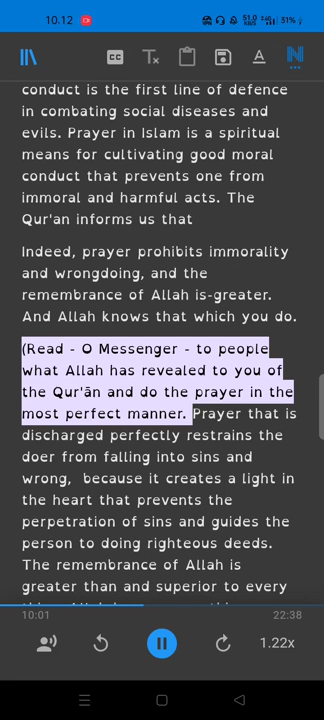 10.12
51.0 KB/s
31%
CC
conduct is the first line of defence
in combating social diseases and
evils. Prayer in Islam is a spiritual
means for cultivating good moral
conduct that prevents one from
immoral and harmful acts. The
Qur'an informs us that
Indeed, prayer prohibits immorality
and wrongdoing, and the
remembrance of Allah is-greater.
And Allah knows that which you do.
(Read - O Messenger - to people
what Allah has revealed to you of
the Qur'ān and do the prayer in the
most perfect manner. Prayer that is
discharged perfectly restrains the
doer from falling into sins and
wrong,  because it creates a light in
the heart that prevents the
perpetration of sins and guides the
person to doing righteous deeds.
The remembrance of Allah is
greater than and superior to every
10:01
22:38
1.22x